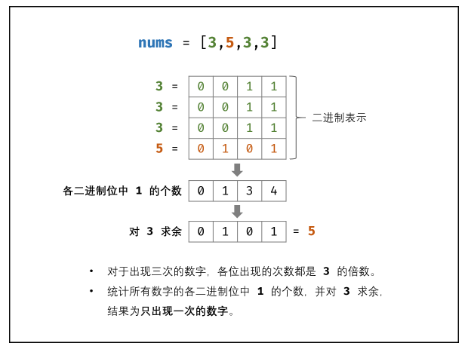 nums = [3,5,3,3]
3 = 0 0 1 1
3 = 0 0 1 1
3 = 0 0 1 1
5 = 0 1 0 1
二进制表示
各二进制位中 1 的个数 0 1 3 4
对 3 求余 0 1 0 1 = 5
• 对于出现三次的数字，各位出现的次数都是 3 的倍数。
• 统计所有数字的各二进制位中 1 的个数，并对 3 求余，
结果为只出现一次的数字。